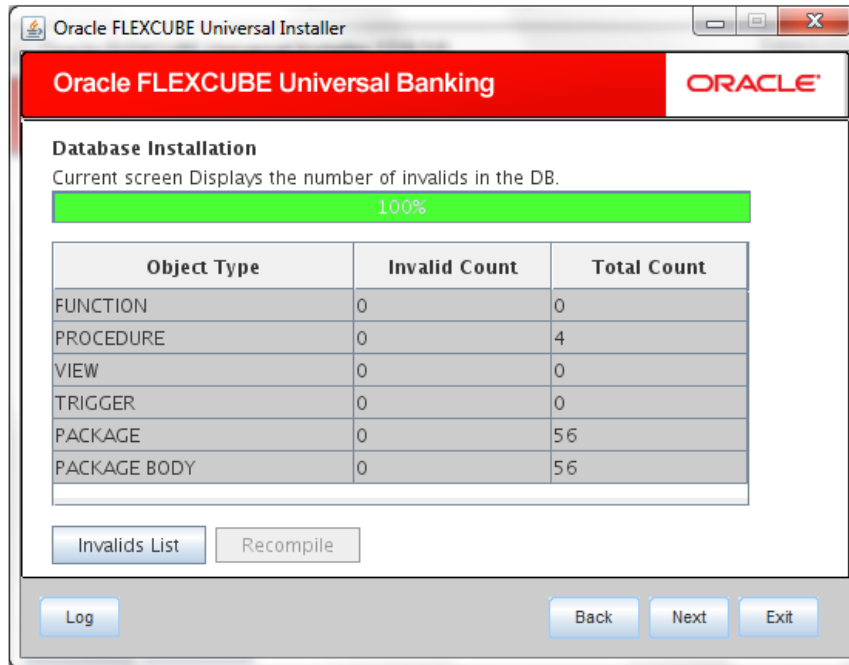 Oracle FLEXCUBE Universal Installer
Oracle FLEXCUBE Universal Banking ORACLE
Database Installation
Current screen Displays the number of invalids in the DB.
100%
Object Type Invalid Count Total Count
FUNCTION 0 0
PROCEDURE 0 4
VIEW 0 0
TRIGGER 0 0
PACKAGE 0 56
PACKAGE BODY 0 56
Invalids List Recompile
Log Back Next Exit